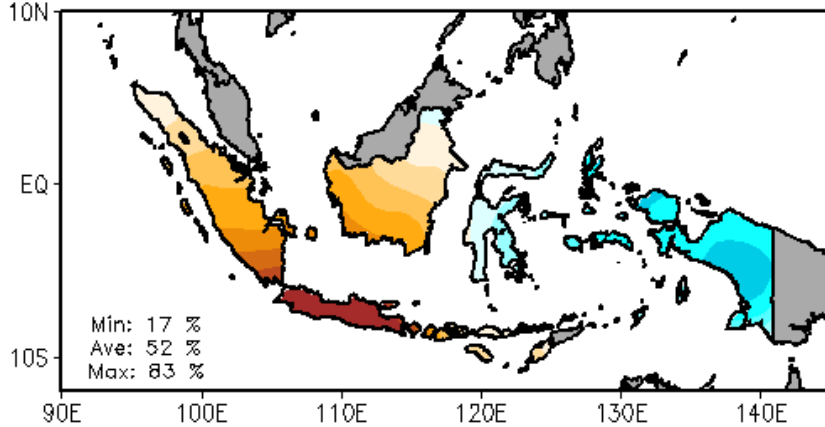 10N
EQ
10S
Min: 17 %
Ave: 52 %
Max: 83 %
90E 100E 110E 120E 130E 140E